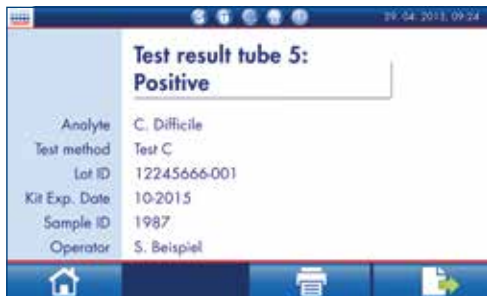 29. 04. 2013, 09:24
Test result tube 5:
Positive
Analyte C. Difficile
Test method Test C
Lot ID 12245666-001
Kit Exp. Date 10-2015
Sample ID 1987
Operator S. Beispiel